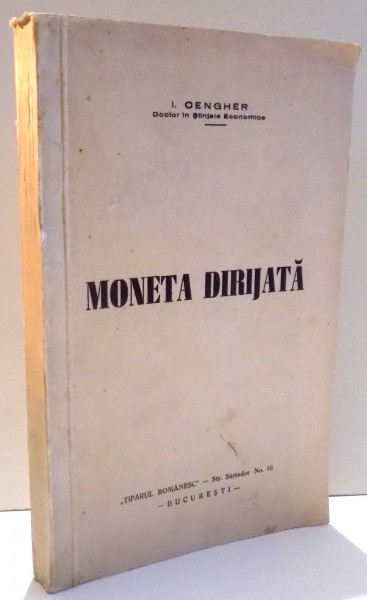 I. CENGHER
Doctor în Științele Economice
MONETA DIRIJATĂ
„TIPARUL ROMÂNESC" — Str. Sărindar No. 16
— BUCUREȘTI —